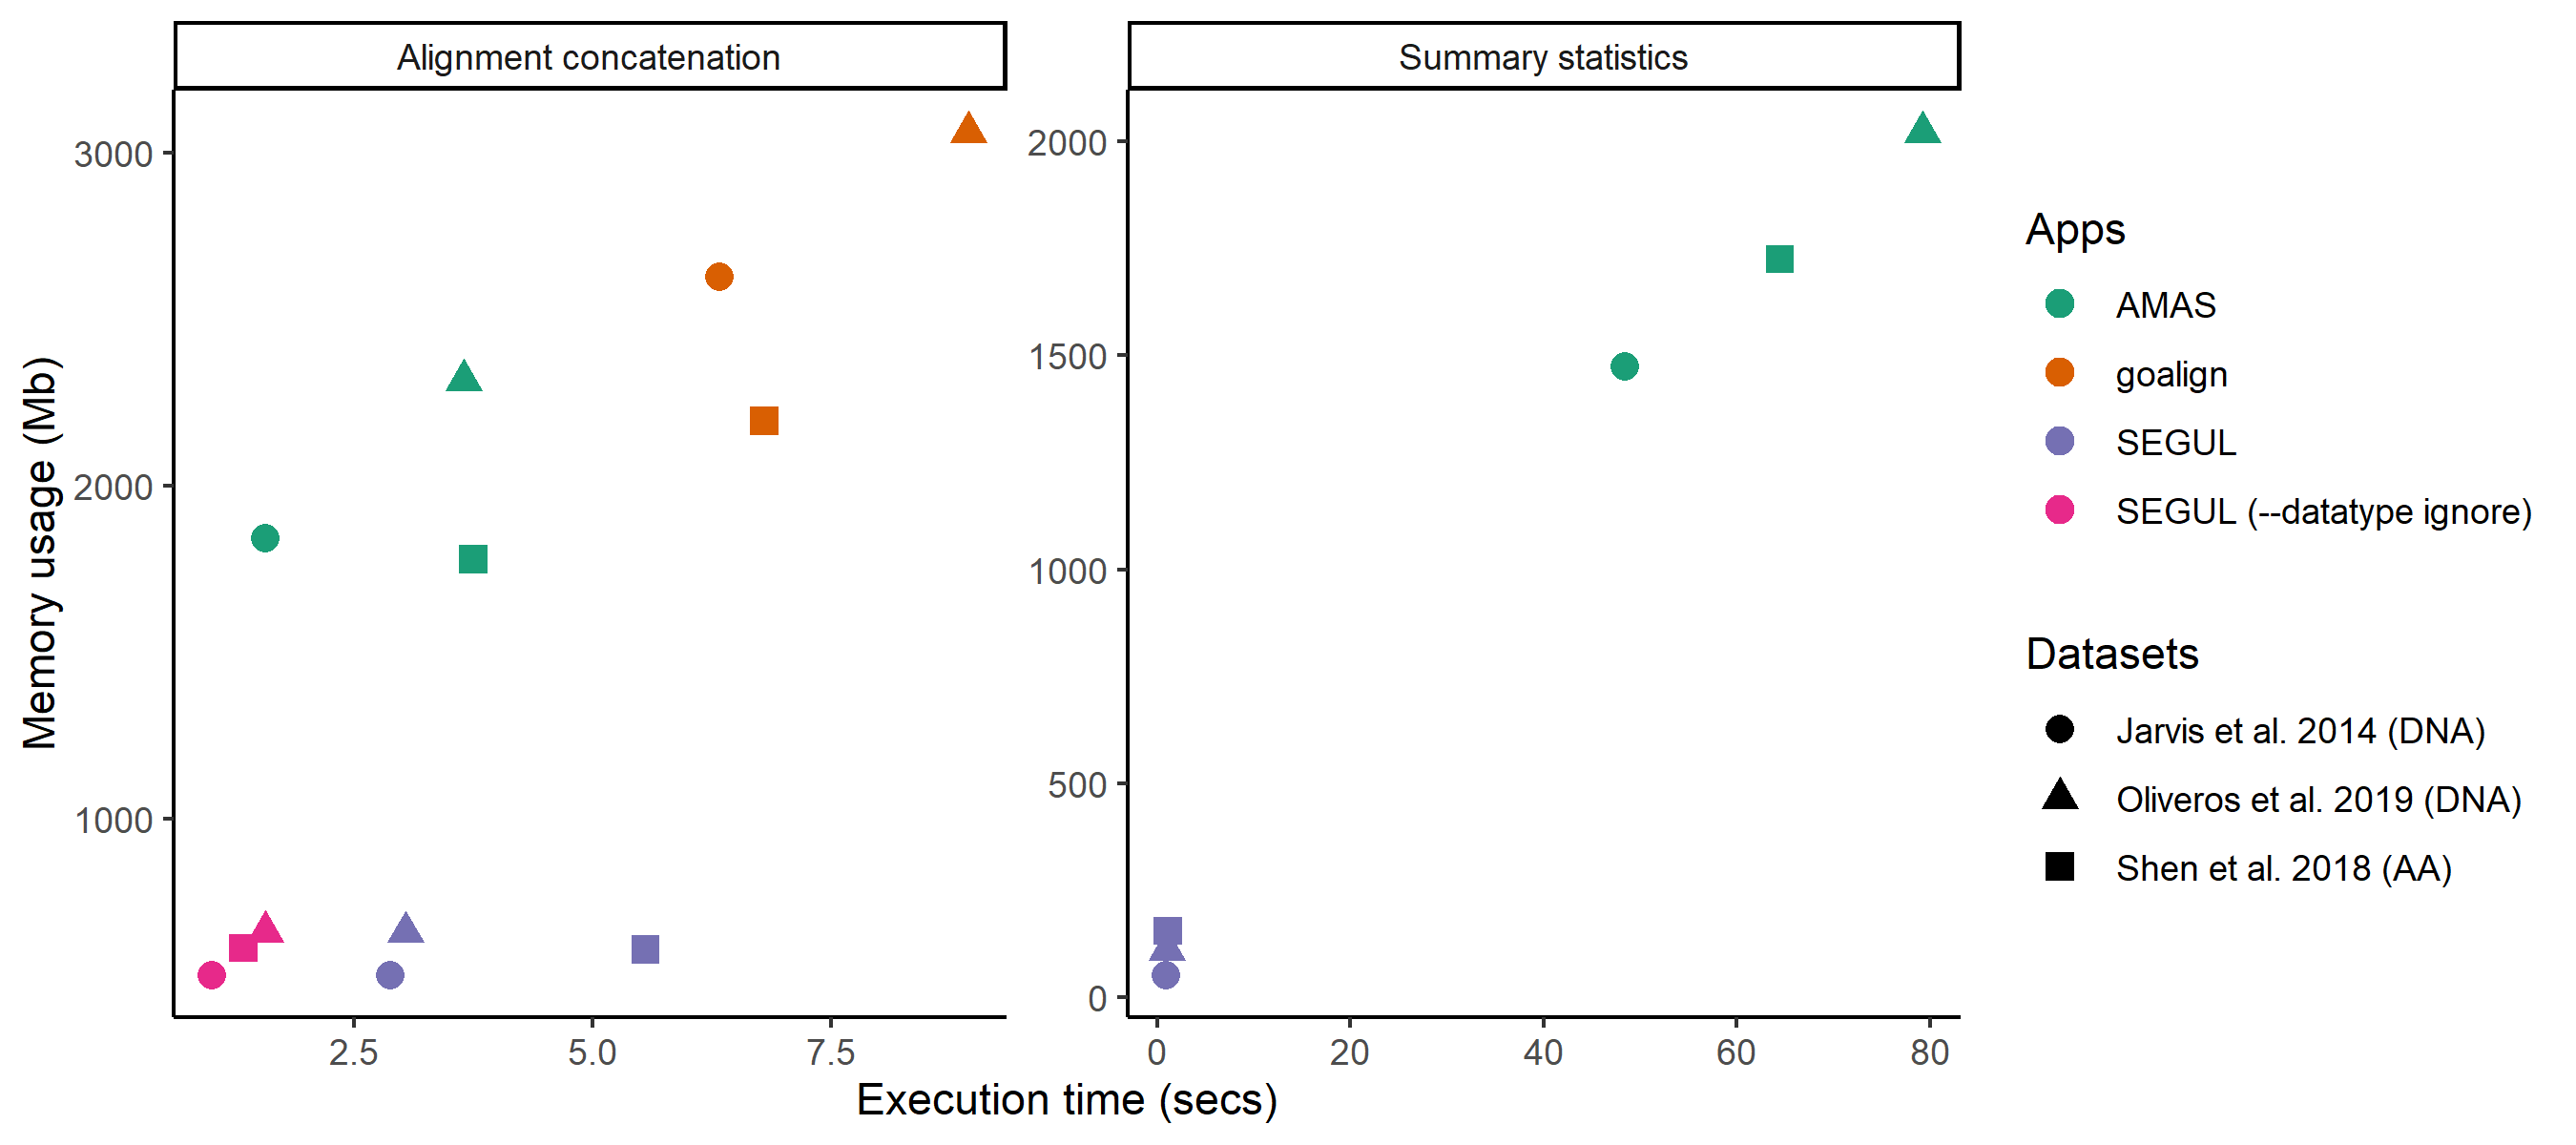 Alignment concatenation
Summary statistics
Memory usage (Mb)
3000
2000
1000
2.5
5.0
7.5
2000
1500
1000
500
0
0
20
40
60
80
Execution time (secs)
Apps
AMAS
goalign
SEGUL
SEGUL (--datatype ignore)
Datasets
Jarvis et al. 2014 (DNA)
Oliveros et al. 2019 (DNA)
Shen et al. 2018 (AA)